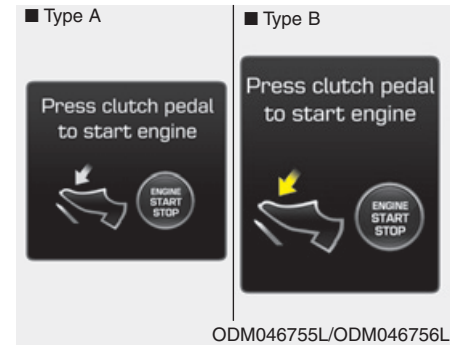 ■ Type A
Press clutch pedal
to start engine
ENGINE
START
STOP
■ Type B
Press clutch pedal
to start engine
ENGINE
START
STOP
ODM046755L/ODM046756L